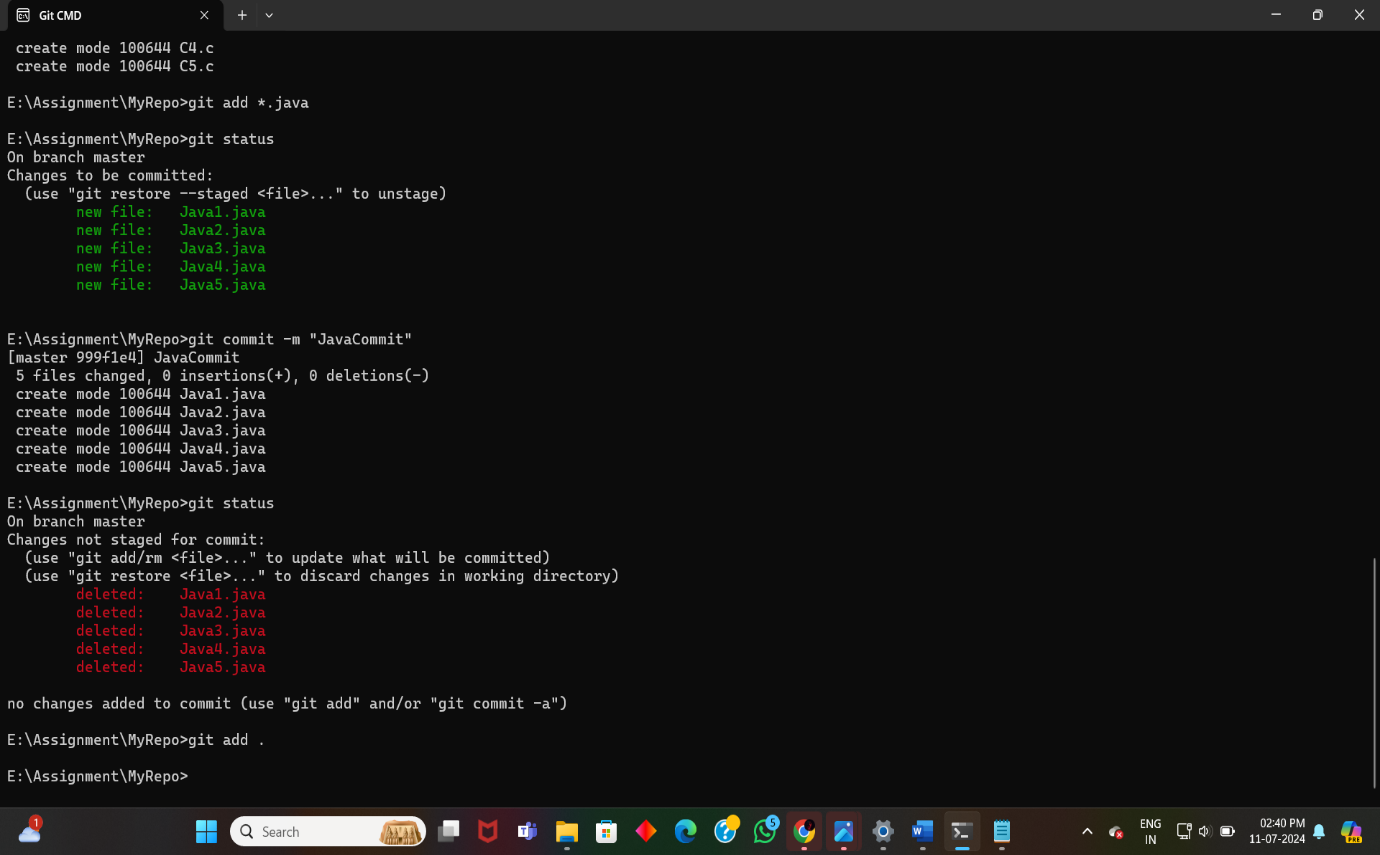 Git CMD
 create mode 100644 C4.c
 create mode 100644 C5.c
E:\Assignment\MyRepo>git add *.java
E:\Assignment\MyRepo>git status
On branch master
Changes to be committed:
  (use "git restore --staged <file>..." to unstage)
        new file:   Java1.java
        new file:   Java2.java
        new file:   Java3.java
        new file:   Java4.java
        new file:   Java5.java
E:\Assignment\MyRepo>git commit -m "JavaCommit"
[master 999f1e4] JavaCommit
 5 files changed, 0 insertions(+), 0 deletions(-)
 create mode 100644 Java1.java
 create mode 100644 Java2.java
 create mode 100644 Java3.java
 create mode 100644 Java4.java
 create mode 100644 Java5.java
E:\Assignment\MyRepo>git status
On branch master
Changes not staged for commit:
  (use "git add/rm <file>..." to update what will be committed)
  (use "git restore <file>..." to discard changes in working directory)
        deleted:    Java1.java
        deleted:    Java2.java
        deleted:    Java3.java
        deleted:    Java4.java
        deleted:    Java5.java
no changes added to commit (use "git add" and/or "git commit -a")
E:\Assignment\MyRepo>git add .
E:\Assignment\MyRepo>
1
Search
5
ENG
IN
02:40 PM
11-07-2024
PRE